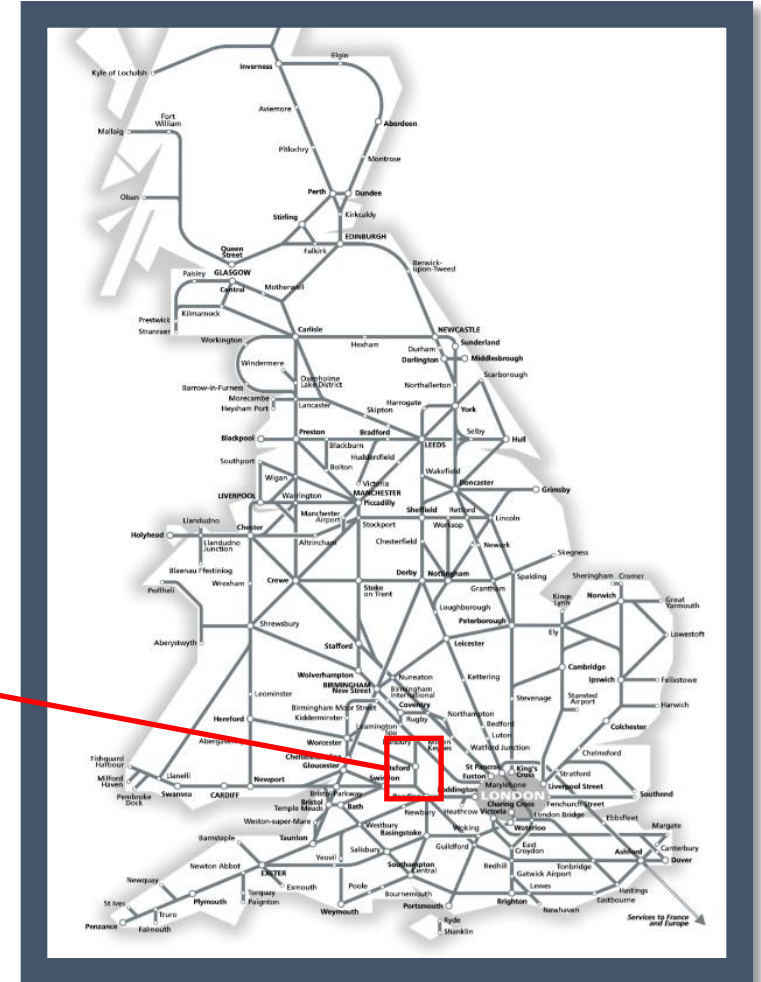 Elgin
Inverness
Kyle of Lochalsh
Aviemore
Fort
William
Mallaig
Aberdeen
Pitlochry
Montrose
Perth
Dundee
Oban
Kirkcaldy
Stirling
EDINBURGH
Queen
Street
Falkirk
Berwick-
upon-Tweed
Paisley
GLASGOW
Central
Motherwell
Kilmarnock
Prestwick
Stranraer
Carlisle
NEWCASTLE
Workington
Hexham
Durham
Sunderland
Darlington
Middlesbrough
Windermere
Scarborough
Oxenholme
Lake District
Barrow-in-Furness
Northallerton
Morecambe
Lancaster
Harrogate
Heysham Port
Skipton
York
Preston
Bradford
Selby
Blackpool
Blackburn
LEEDS
Hull
Huddersfield
Southport
Bolton
Wakefield
Wigan
Victoria
Doncaster
MANCHESTER
Grimsby
LIVERPOOL
Warrington
Piccadilly
Manchester
Airport
Sheffield
Retford
Llandudno
Stockport
Worksop
Lincoln
Holyhead
Chester
Llandudno
Junction
Altrincham
Chesterfield
Newark
Skegness
Blaenau Ffestiniog
Derby
Nottingham
Spalding
Sheringham
Cromer
Pwllheli
Wrexham
Crewe
Stoke
on Trent
Grantham
Kings
Lynn
Norwich
Great
Yarmouth
Loughborough
Peterborough
Shrewsbury
Ely
Lowestoft
Aberystwyth
Stafford
Leicester
Cambridge
Wolverhampton
Nuneaton
Kettering
Ipswich
Felixstowe
BIRMINGHAM
New Street
Birmingham
International
Leominster
Stevenage
Stansted
Airport
Harwich
Birmingham Moor Street
Coventry
Kidderminster
Rugby
Northampton
Hereford
Leamington
Spa
Bedford
Colchester
Luton
Worcester
Watford Junction
Chelmsford
Fishguard
Harbour
Gloucester
St Pancras
King's
Cross
Euston
Stratford
Milford
Haven
Llanelli
Newport
Swindon
Marylebone
Liverpool Street
Pembroke
Dock
Swansea
CARDIFF
Bristol Parkway
Paddington
LONDON
Southend
Bristol
Temple Meads
Bath
Fenchurch Street
Charing Cross
Newbury
Heathrow
Victoria
London Bridge
Ebbsfleet
Weston-super-Mare
Westbury
Waterloo
Margate
Barnstaple
Taunton
Basingstoke
Woking
East
Croydon
Canterbury
Salisbury
Guildford
Ashford
Dover
Yeovil
Redhill
Tonbridge
Newton Abbot
EXETER
Southampton
Central
Gatwick Airport
Newquay
Exmouth
Poole
Lewes
Hastings
Torquay
Paignton
Bournemouth
Eastbourne
St Ives
Plymouth
Portsmouth
Brighton
Newhaven
Truro
Weymouth
Penzance
Falmouth
Ryde
Shanklin
Services to France
and Europe